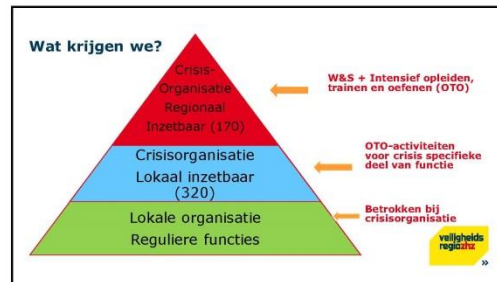 Wat krijgen we?
Crisis-
Organisatie
Regionaal
Inzetbaar (170)
W&S + Intensief opleiden,
trainen en oefenen (OTO)
Crisisorganisatie
Lokaal inzetbaar
(320)
OTO-activiteiten
voor crisis specifieke
deel van functie
Lokale organisatie
Reguliere functies
Betrokken bij
crisisorganisatie
veiligheids
regiozhz
»